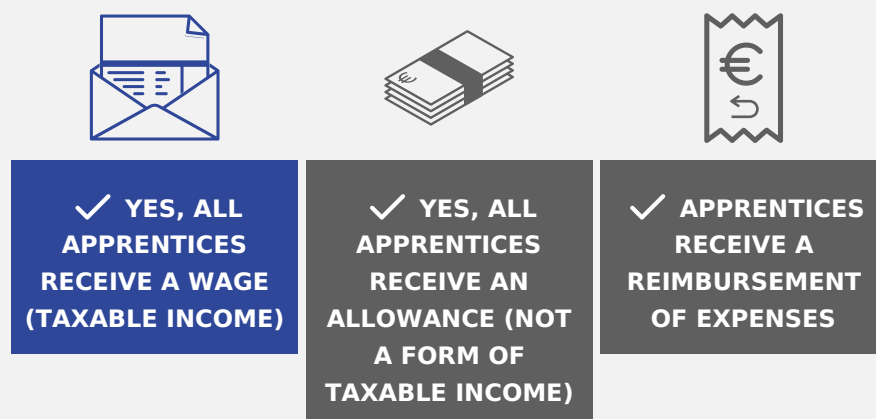 ✓ YES, ALL
APPRENTICES
RECEIVE A WAGE
(TAXABLE INCOME)
✓ YES, ALL
APPRENTICES
RECEIVE AN
ALLOWANCE (NOT
A FORM OF
TAXABLE INCOME)
✓ APPRENTICES
RECEIVE A
REIMBURSEMENT
OF EXPENSES